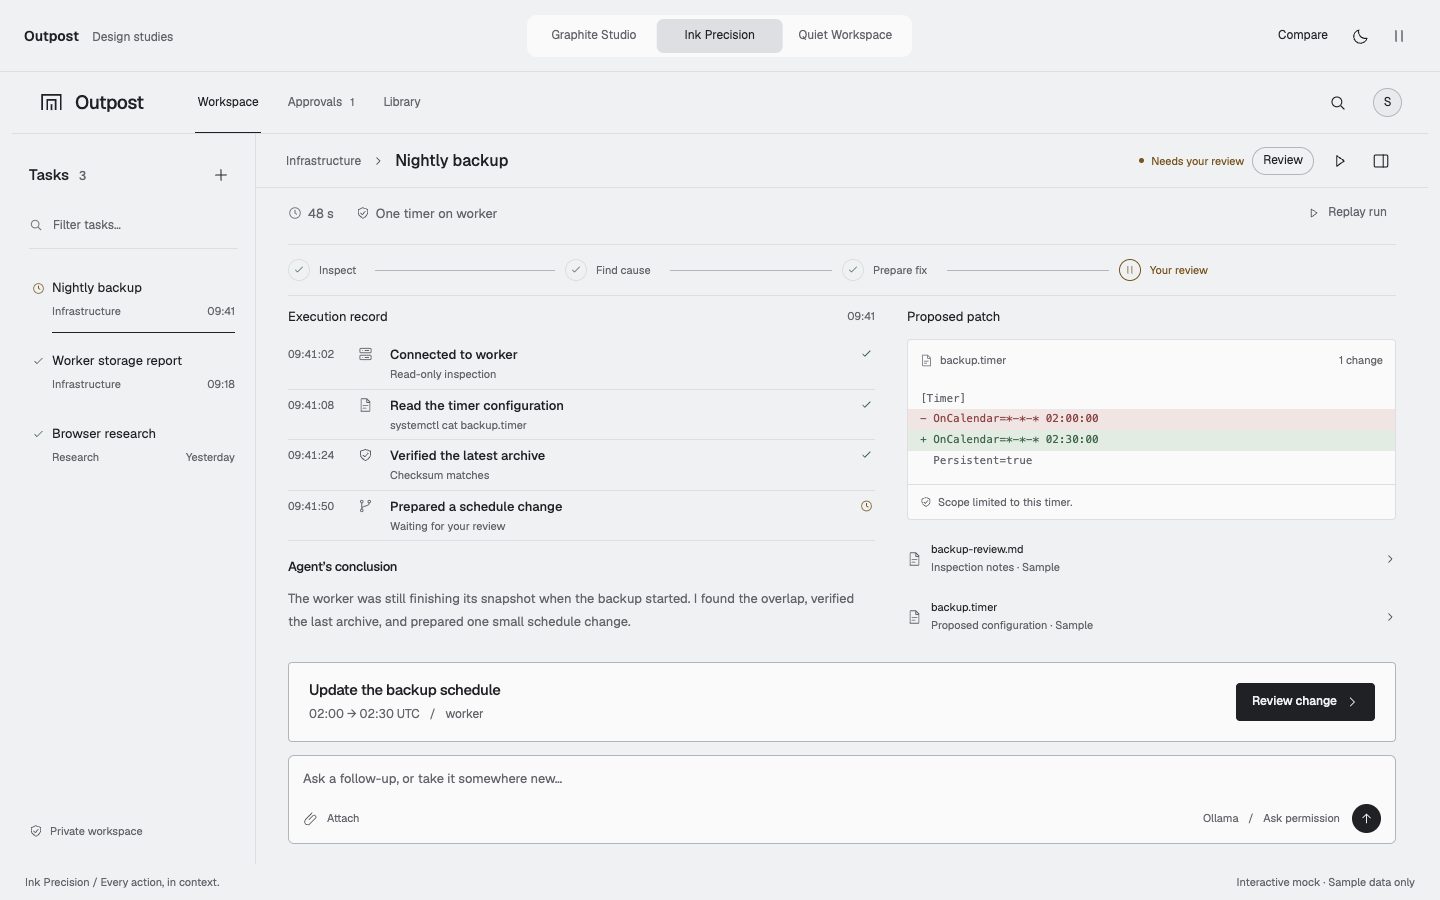 Outpost Design studies
Graphite Studio Ink Precision Quiet Workspace
Compare
Outpost
Workspace Approvals 1 Library
S
Tasks 3
Filter tasks...
Nightly backup
Infrastructure 09:41
Worker storage report
Infrastructure 09:18
Browser research
Research Yesterday
Private workspace
Infrastructure > Nightly backup
Needs your review Review
48 s One timer on worker
Replay run
Inspect Find cause Prepare fix Your review
Execution record 09:41
09:41:02 Connected to worker
Read-only inspection
09:41:08 Read the timer configuration
systemctl cat backup.timer
09:41:24 Verified the latest archive
Checksum matches
09:41:50 Prepared a schedule change
Waiting for your review
Agent's conclusion
The worker was still finishing its snapshot when the backup started. I found the overlap, verified
the last archive, and prepared one small schedule change.
Proposed patch
backup.timer 1 change
[Timer]
− OnCalendar=*−*−* 02:00:00
+ OnCalendar=*−*−* 02:30:00
Persistent=true
Scope limited to this timer.
backup-review.md
Inspection notes · Sample
backup.timer
Proposed configuration · Sample
Update the backup schedule
02:00 → 02:30 UTC / worker
Review change
Ask a follow-up, or take it somewhere new...
Attach
Ollama / Ask permission
Ink Precision / Every action, in context.
Interactive mock · Sample data only